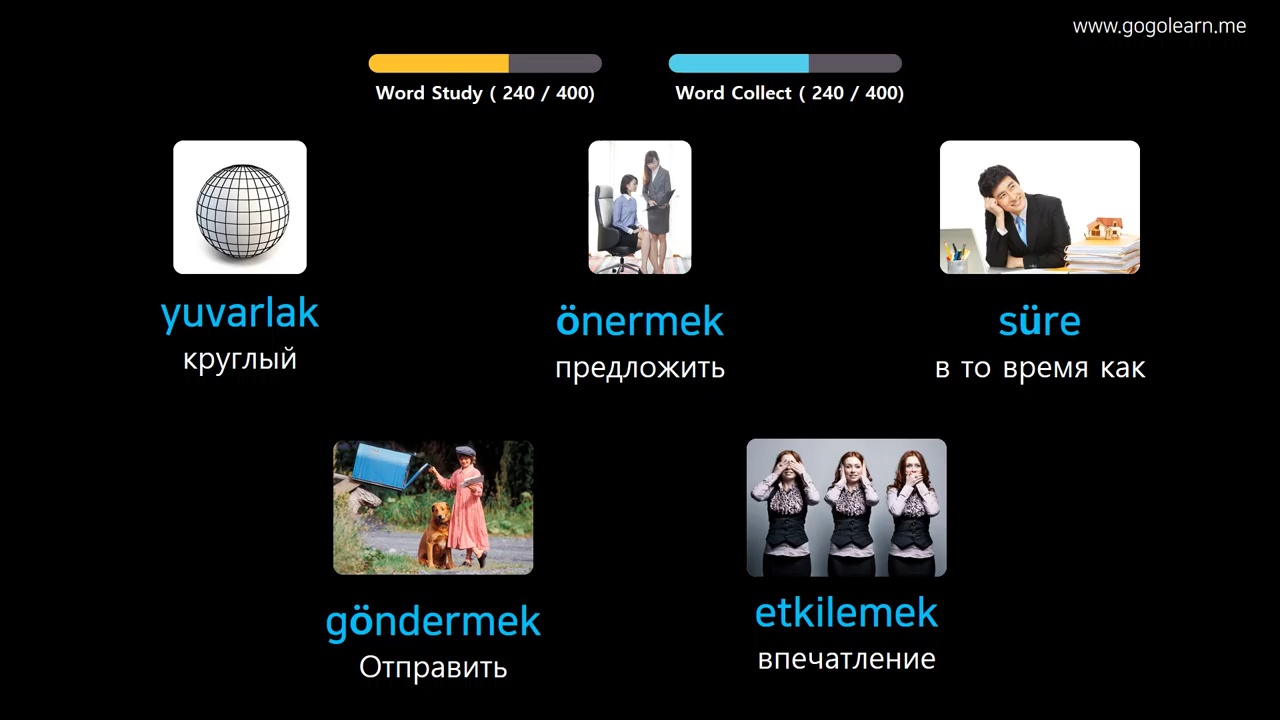 www.gogolearn.me
Word Study ( 240 / 400)
Word Collect ( 240 / 400)
yuvarlak
круглый
önermek
предложить
süre
в то время как
göndermek
Отправить
etkilemek
впечатление